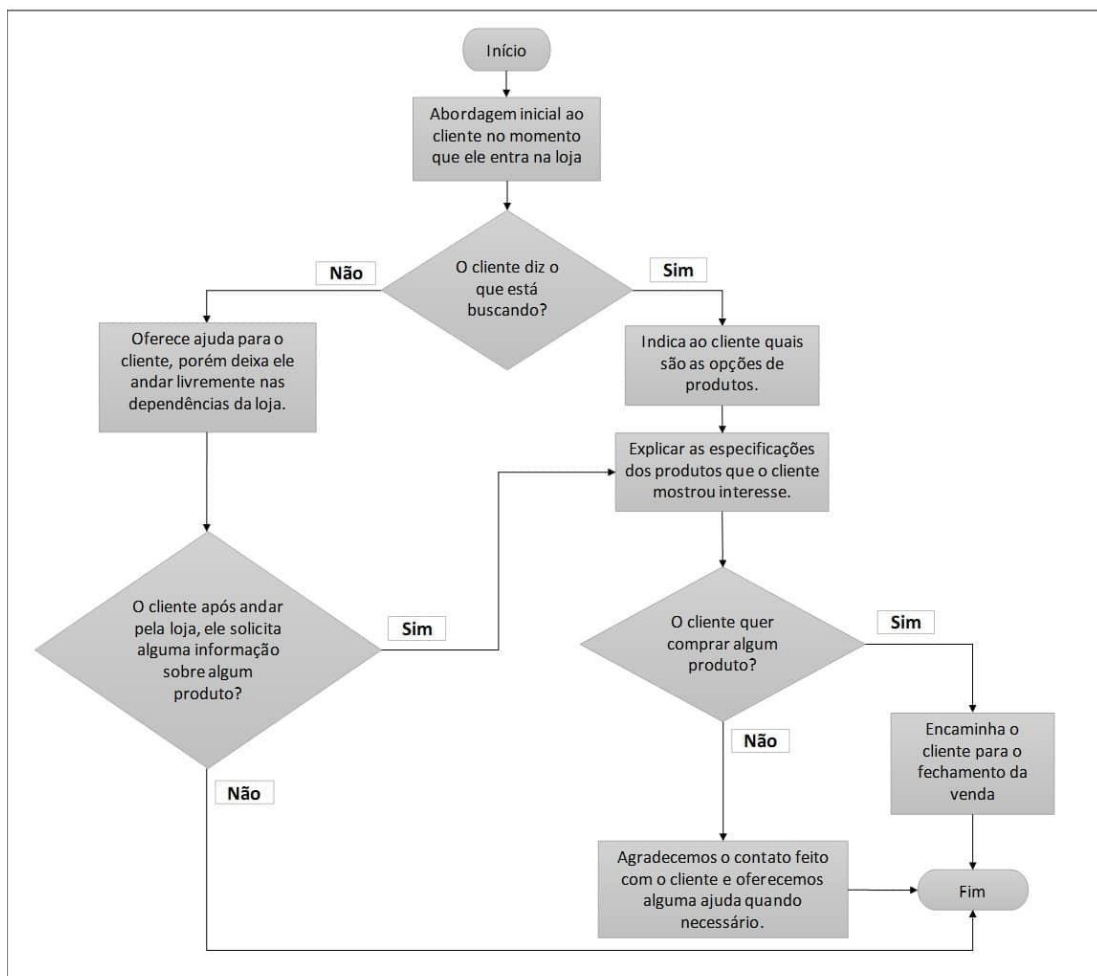 Início
Abordagem inicial ao
cliente no momento
que ele entra na loja
Não
O cliente diz o
que está
buscando?
Sim
Oferece ajuda para o
cliente, porém deixa ele
andar livremente nas
dependências da loja.
Indica ao cliente quais
são as opções de
produtos.
Explicar as especificações
dos produtos que o cliente
mostrou interesse.
O cliente após andar
pela loja, ele solicita
alguma informação
sobre algum
produto?
Sim
O cliente quer
comprar algum
produto?
Sim
Não
Encaminha o
cliente para o
fechamento da
venda
Não
Agradecemos o contato feito
com o cliente e oferecemos
alguma ajuda quando
necessário.
Fim